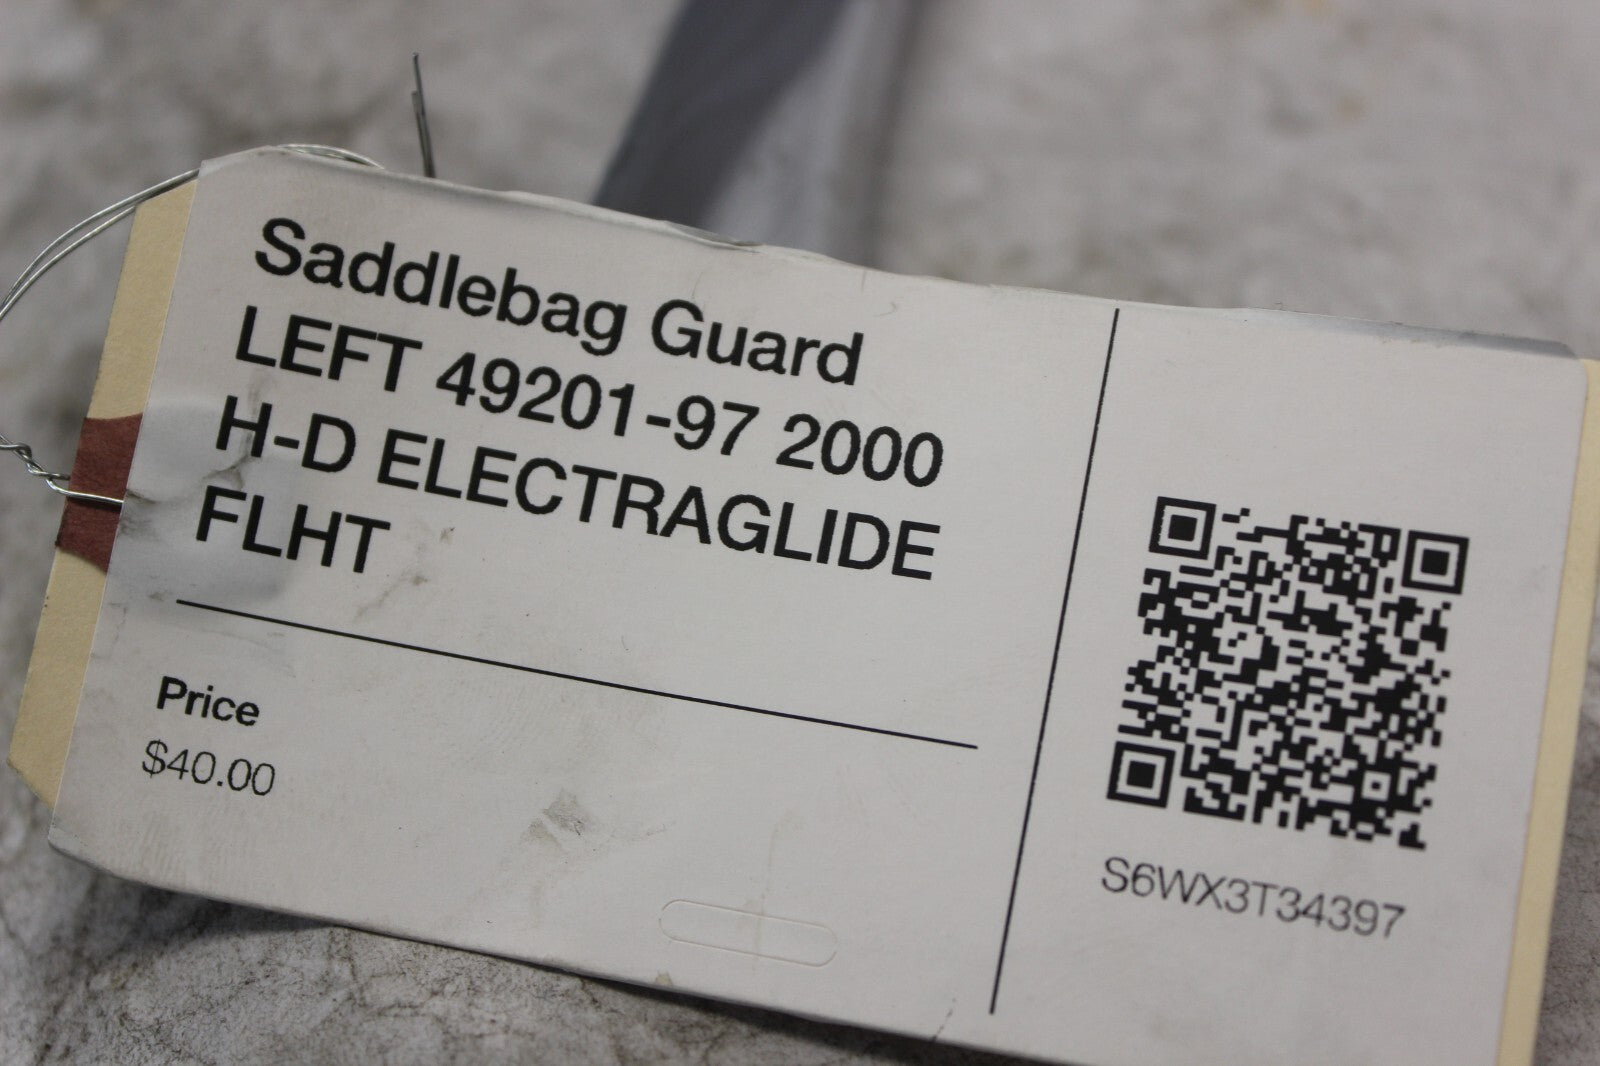 Saddlebag Guard
LEFT 49201-97 2000
H-D ELECTRAGLIDE
FLHT
Price
$40.00
S6WX3T34397